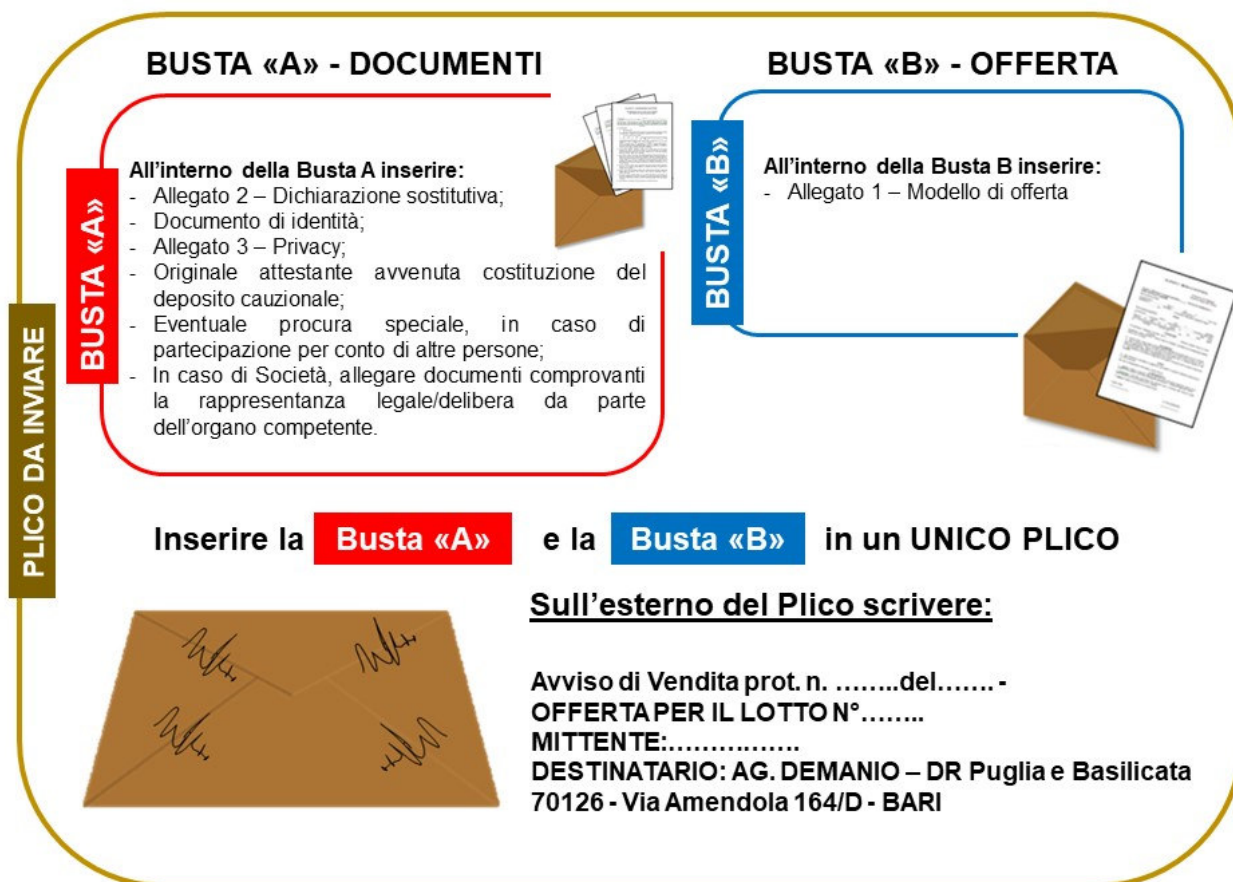 BUSTA «A» - DOCUMENTI
BUSTA «A»
All'interno della Busta A inserire:
- Allegato 2 – Dichiarazione sostitutiva;
- Documento di identità;
- Allegato 3 – Privacy;
- Originale attestante avvenuta costituzione del
deposito cauzionale;
- Eventuale procura speciale, in caso di
partecipazione per conto di altre persone;
- In caso di Società, allegare documenti comprovanti
la rappresentanza legale/delibera da parte
dell'organo competente.
BUSTA «B» - OFFERTA
BUSTA «B»
All'interno della Busta B inserire:
- Allegato 1 – Modello di offerta
PLICO DA INVIARE
Inserire la Busta «A» e la Busta «B» in un UNICO PLICO
Sull'esterno del Plico scrivere:
Avviso di Vendita prot. n. ……..del……. -
OFFERTA PER IL LOTTO N°……..
MITTENTE:…………….
DESTINATARIO: AG. DEMANIO – DR Puglia e Basilicata
70126 - Via Amendola 164/D - BARI